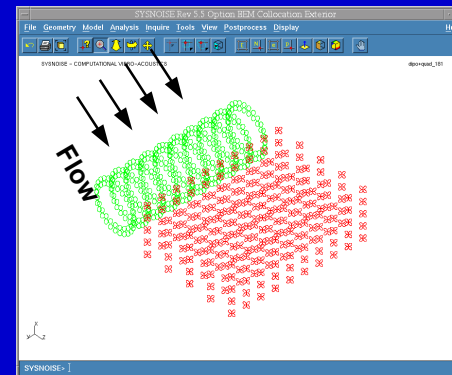 SYSNOISE Rev 5.5 Option BEM Collocation Exterior
File Geometry Model Analysis Inquire Tools View Postprocess Display
SYSNOISE - COMPUTATIONAL VIBRO-ACOUSTICS
dipo+quad_181
Flow
X
Y Z
SYSNOISE>